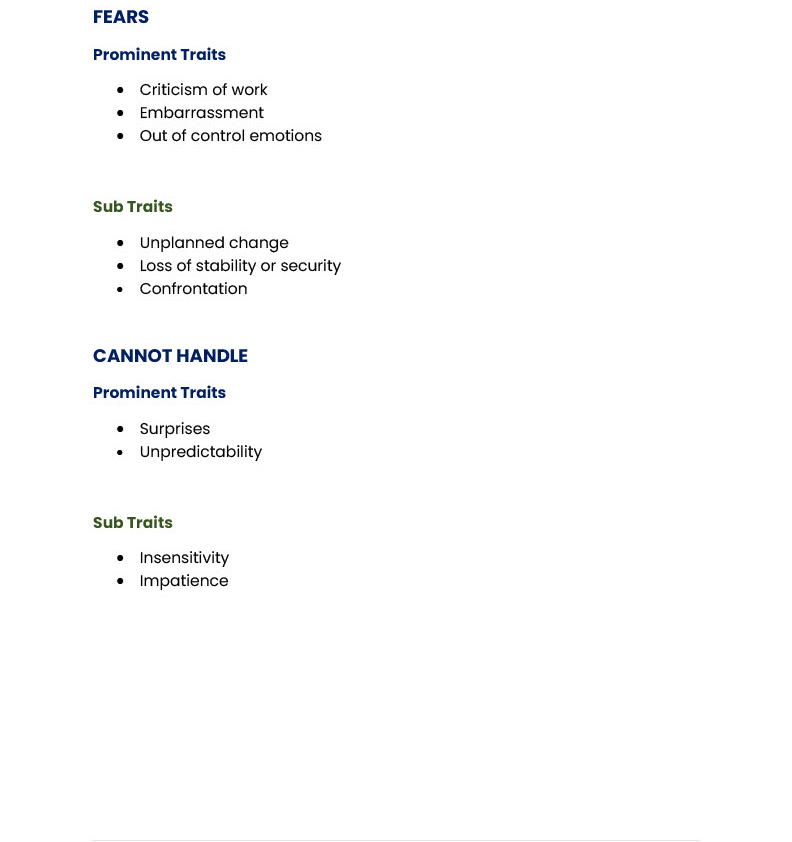 FEARS
Prominent Traits
• Criticism of work
• Embarrassment
• Out of control emotions
Sub Traits
• Unplanned change
• Loss of stability or security
• Confrontation
CANNOT HANDLE
Prominent Traits
• Surprises
• Unpredictability
Sub Traits
• Insensitivity
• Impatience